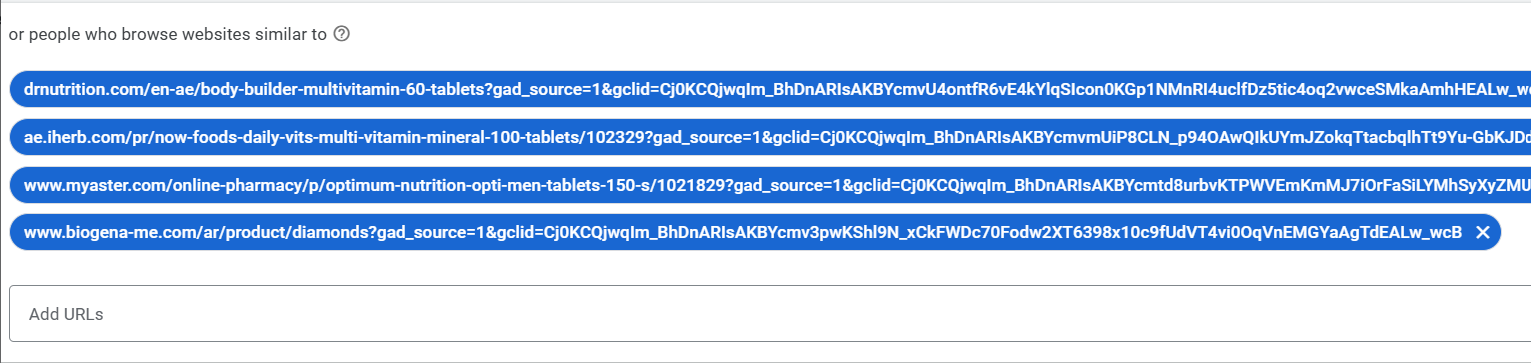 or people who browse websites similar to
drnutrition.com/en-ae/body-builder-multivitamin-60-tablets?gad_source=1&gclid=Cj0KCQjwqIm_BhDnARIsAKBYcmvU4ontfR6vE4kYlqSIcon0KGp1NMnRI4uclfDz5tic4oq2vwceSMkaAmhHEALw_wc
ae.iherb.com/pr/now-foods-daily-vits-multi-vitamin-mineral-100-tablets/102329?gad_source=1&gclid=Cj0KCQjwqIm_BhDnARIsAKBYcmvmUiP8CLN_p94OAwQIkUYmJZokqTtacbqlhTt9Yu-GbKJDd
www.myaster.com/online-pharmacy/p/optimum-nutrition-opti-men-tablets-150-s/1021829?gad_source=1&gclid=Cj0KCQjwqIm_BhDnARIsAKBYcmtd8urbvKTPWVEmKmMJ7iOrFaSiLYMhSyXyZMU
www.biogena-me.com/ar/product/diamonds?gad_source=1&gclid=Cj0KCQjwqIm_BhDnARIsAKBYcmv3pwKShl9N_xCkFWDc70Fodw2XT6398x10c9fUdVT4vi0OqVnEMGYaAgTdEALw_wcB
Add URLs